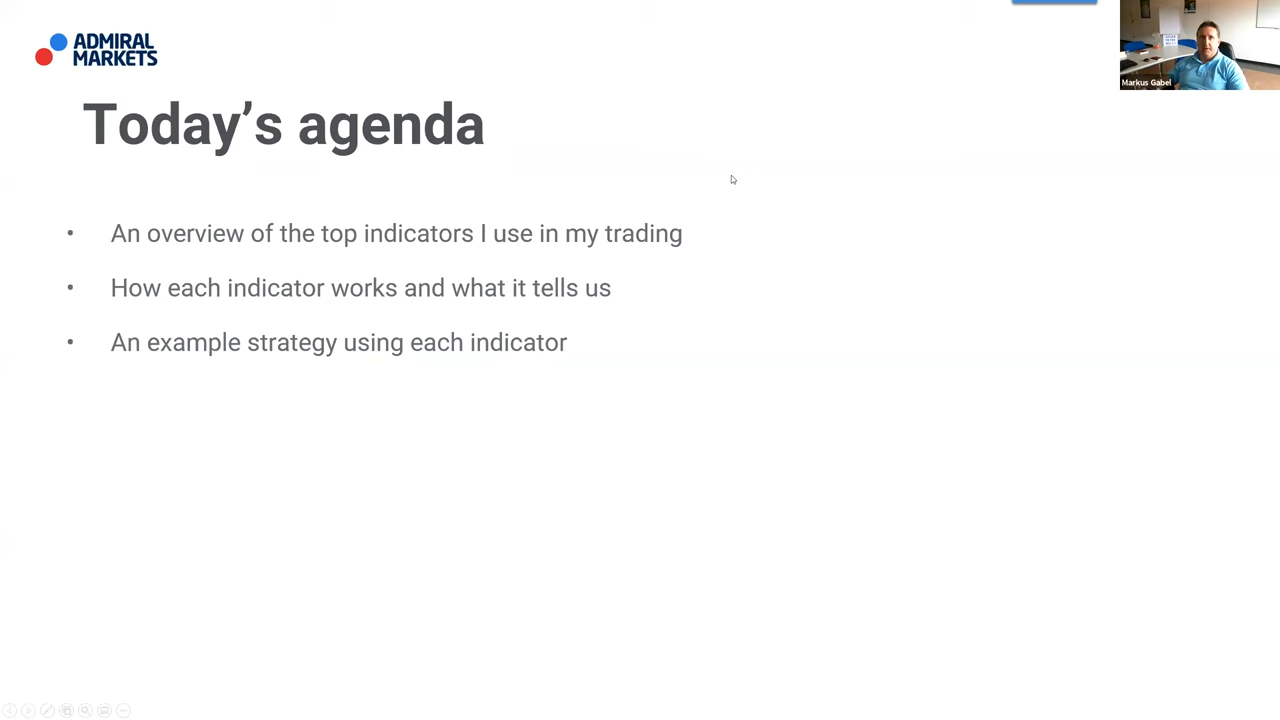 ADMIRAL
MARKETS
Markus Gabel
Today’s agenda
• An overview of the top indicators I use in my trading
• How each indicator works and what it tells us
• An example strategy using each indicator